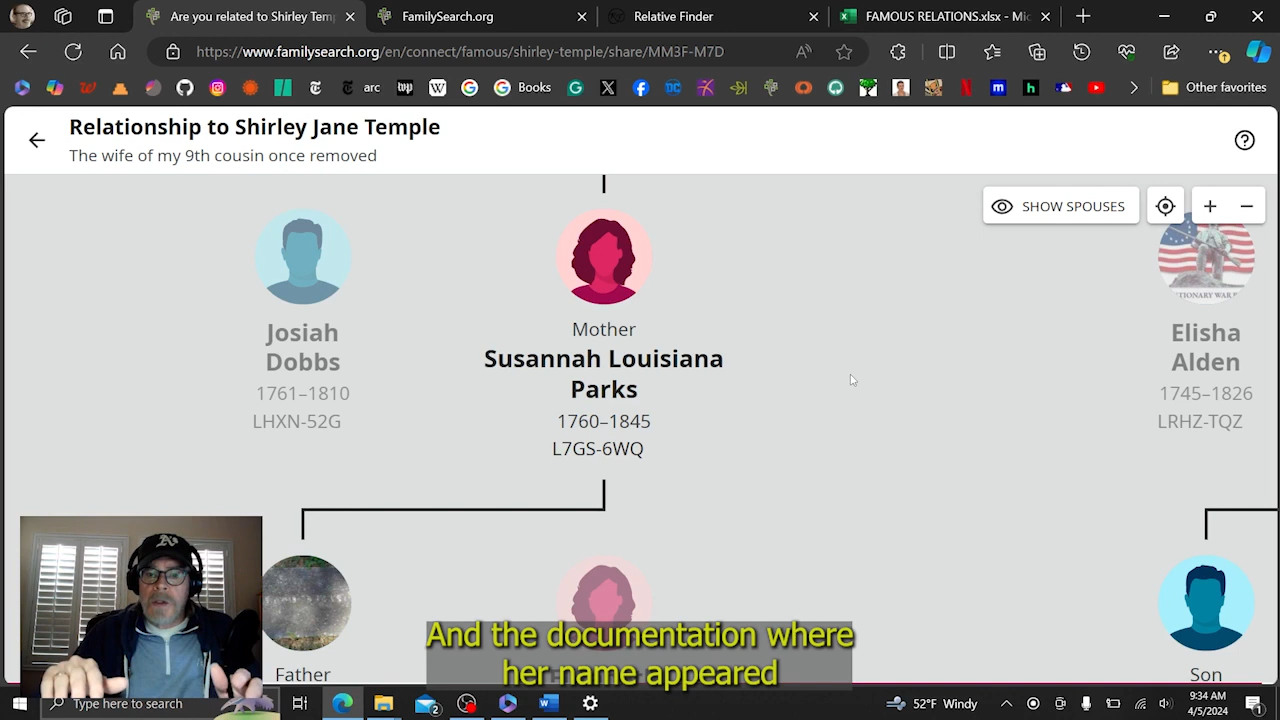 Are you related to Shirley Temp
FamilySearch.org
Relative Finder
FAMOUS RELATIONS.xlsx - Mic
https://www.familysearch.org/en/connect/famous/shirley-temple/share/MM3F-M7D
arc
Books
Other favorites
Relationship to Shirley Jane Temple
The wife of my 9th cousin once removed
SHOW SPOUSES
Josiah
Dobbs
1761–1810
LHXN-52G
Mother
Susannah Louisiana
Parks
1760–1845
L7GS-6WQ
Elisha
Alden
1745–1826
LRHZ-TQZ
Father
Son
And the documentation where
her name appeared
Type here to search
52°F Windy
9:34 AM
4/5/2024